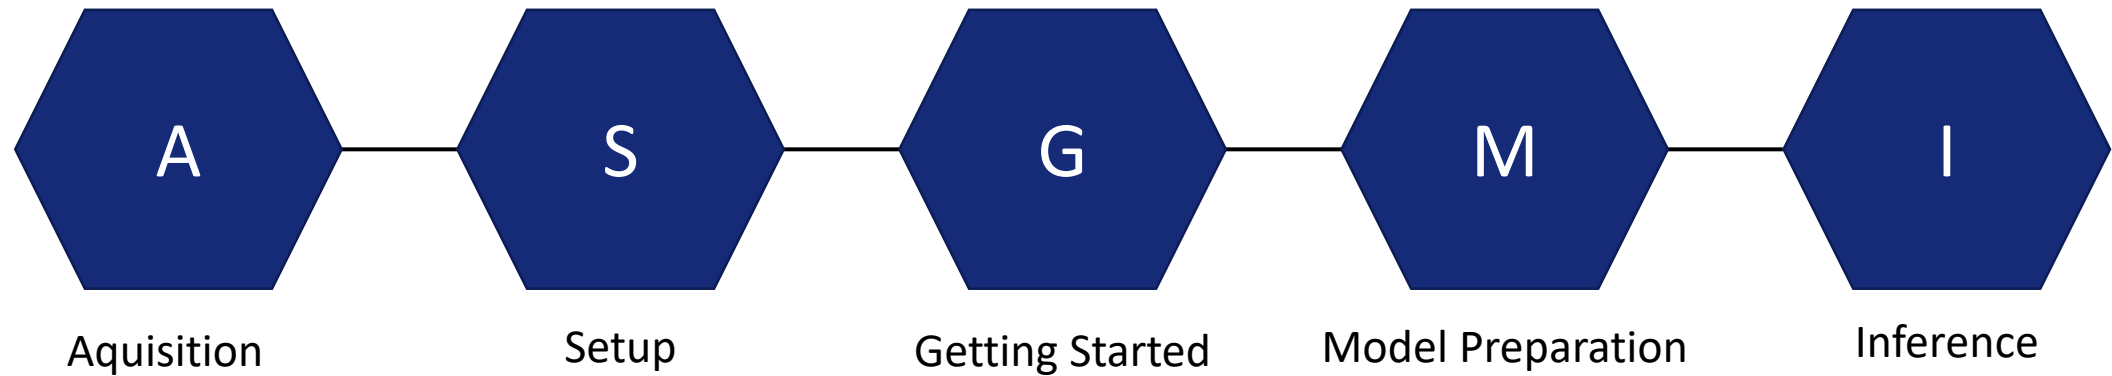 A
S
G
M
I
Aquisition
Setup
Getting Started
Model Preparation
Inference